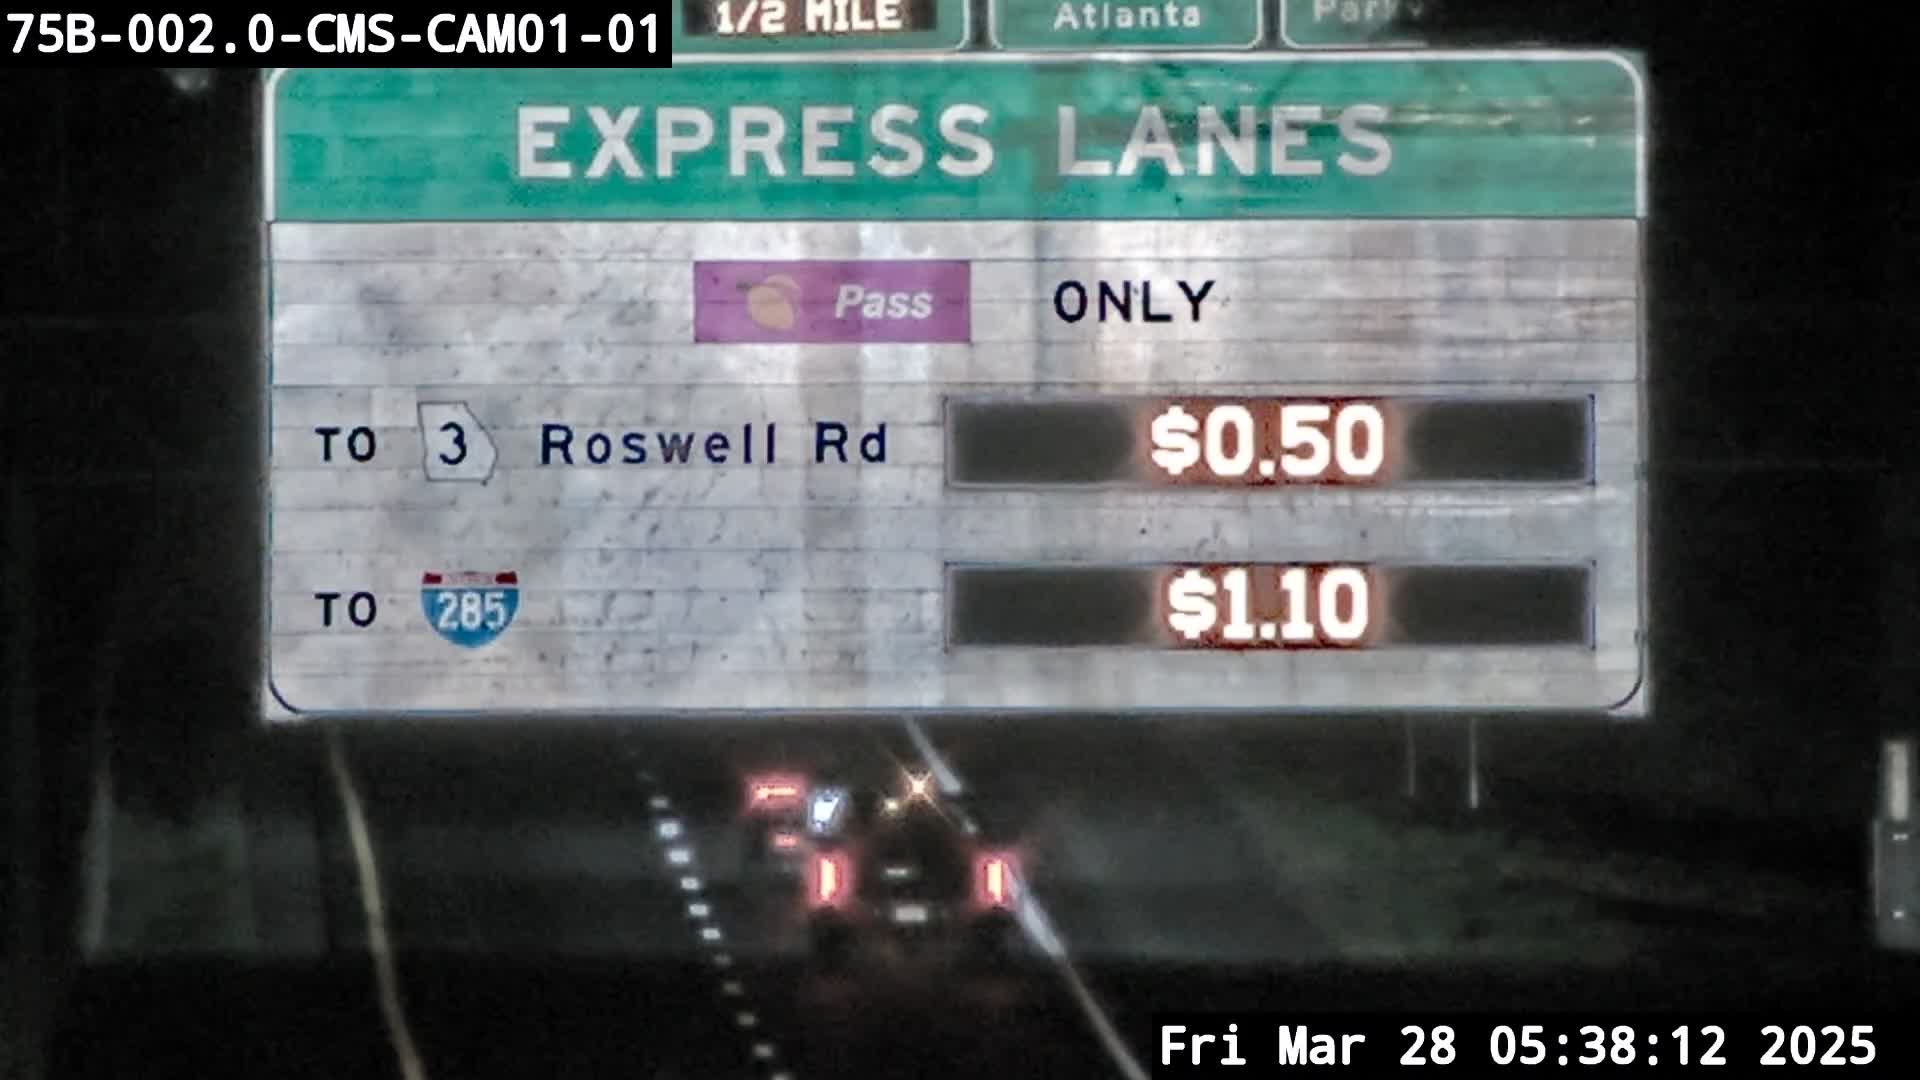 75B-002.0-CMS-CAM01-01
1/2 MILE
Atlanta
EXPRESS LANES
Pass ONLY
TO 3 Roswell Rd $0.50
TO 285 $1.10
Fri Mar 28 05:38:12 2025